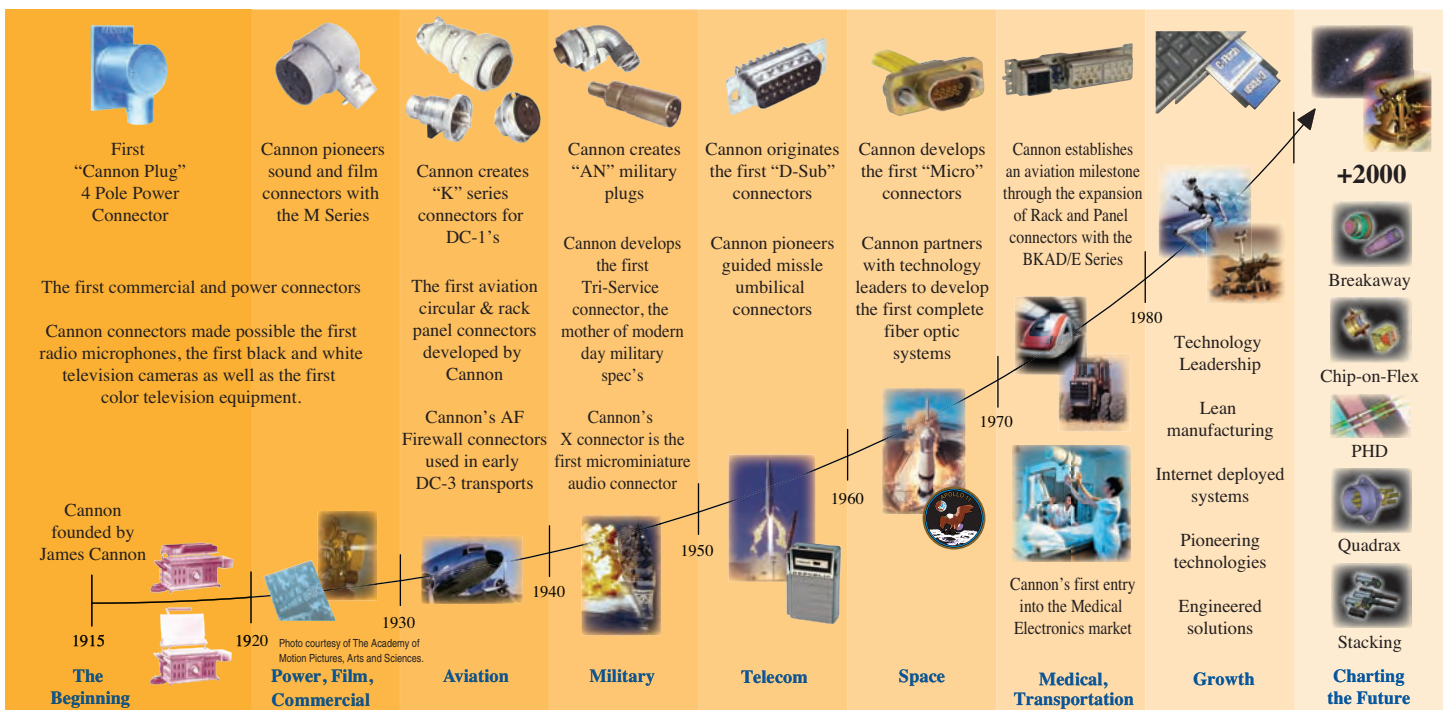 First
“Cannon Plug”
4 Pole Power
Connector
Cannon pioneers
sound and film
connectors with
the M Series
The first commercial and power connectors
Cannon connectors made possible the first
radio microphones, the first black and white
television cameras as well as the first
color television equipment.
Cannon
founded by
James Cannon
1915
The
Beginning
1920
Photo courtesy of The Academy of
Motion Pictures, Arts and Sciences.
Power, Film,
Commercial
1930
Cannon creates
“K” series
connectors for
DC-1’s
The first aviation
circular & rack
panel connectors
developed by
Cannon
Cannon’s AF
Firewall connectors
used in early
DC-3 transports
Aviation
1940
Cannon creates
“AN” military
plugs
Cannon develops
the first
Tri-Service
connector, the
mother of modern
day military
spec’s
Cannon’s
X connector is the
first microminiature
audio connector
Military
1950
Cannon originates
the first “D-Sub”
connectors
Cannon pioneers
guided missle
umbilical
connectors
Telecom
1960
Cannon develops
the first “Micro”
connectors
Cannon partners
with technology
leaders to develop
the first complete
fiber optic
systems
APOLLO 11
Space
1970
Cannon establishes
an aviation milestone
through the expansion
of Rack and Panel
connectors with the
BKAD/E Series
Cannon’s first entry
into the Medical
Electronics market
Medical,
Transportation
1980
Technology
Leadership
Lean
manufacturing
Internet deployed
systems
Pioneering
technologies
Engineered
solutions
Growth
+2000
Breakaway
Chip-on-Flex
PHD
Quadrax
Stacking
Charting
the Future